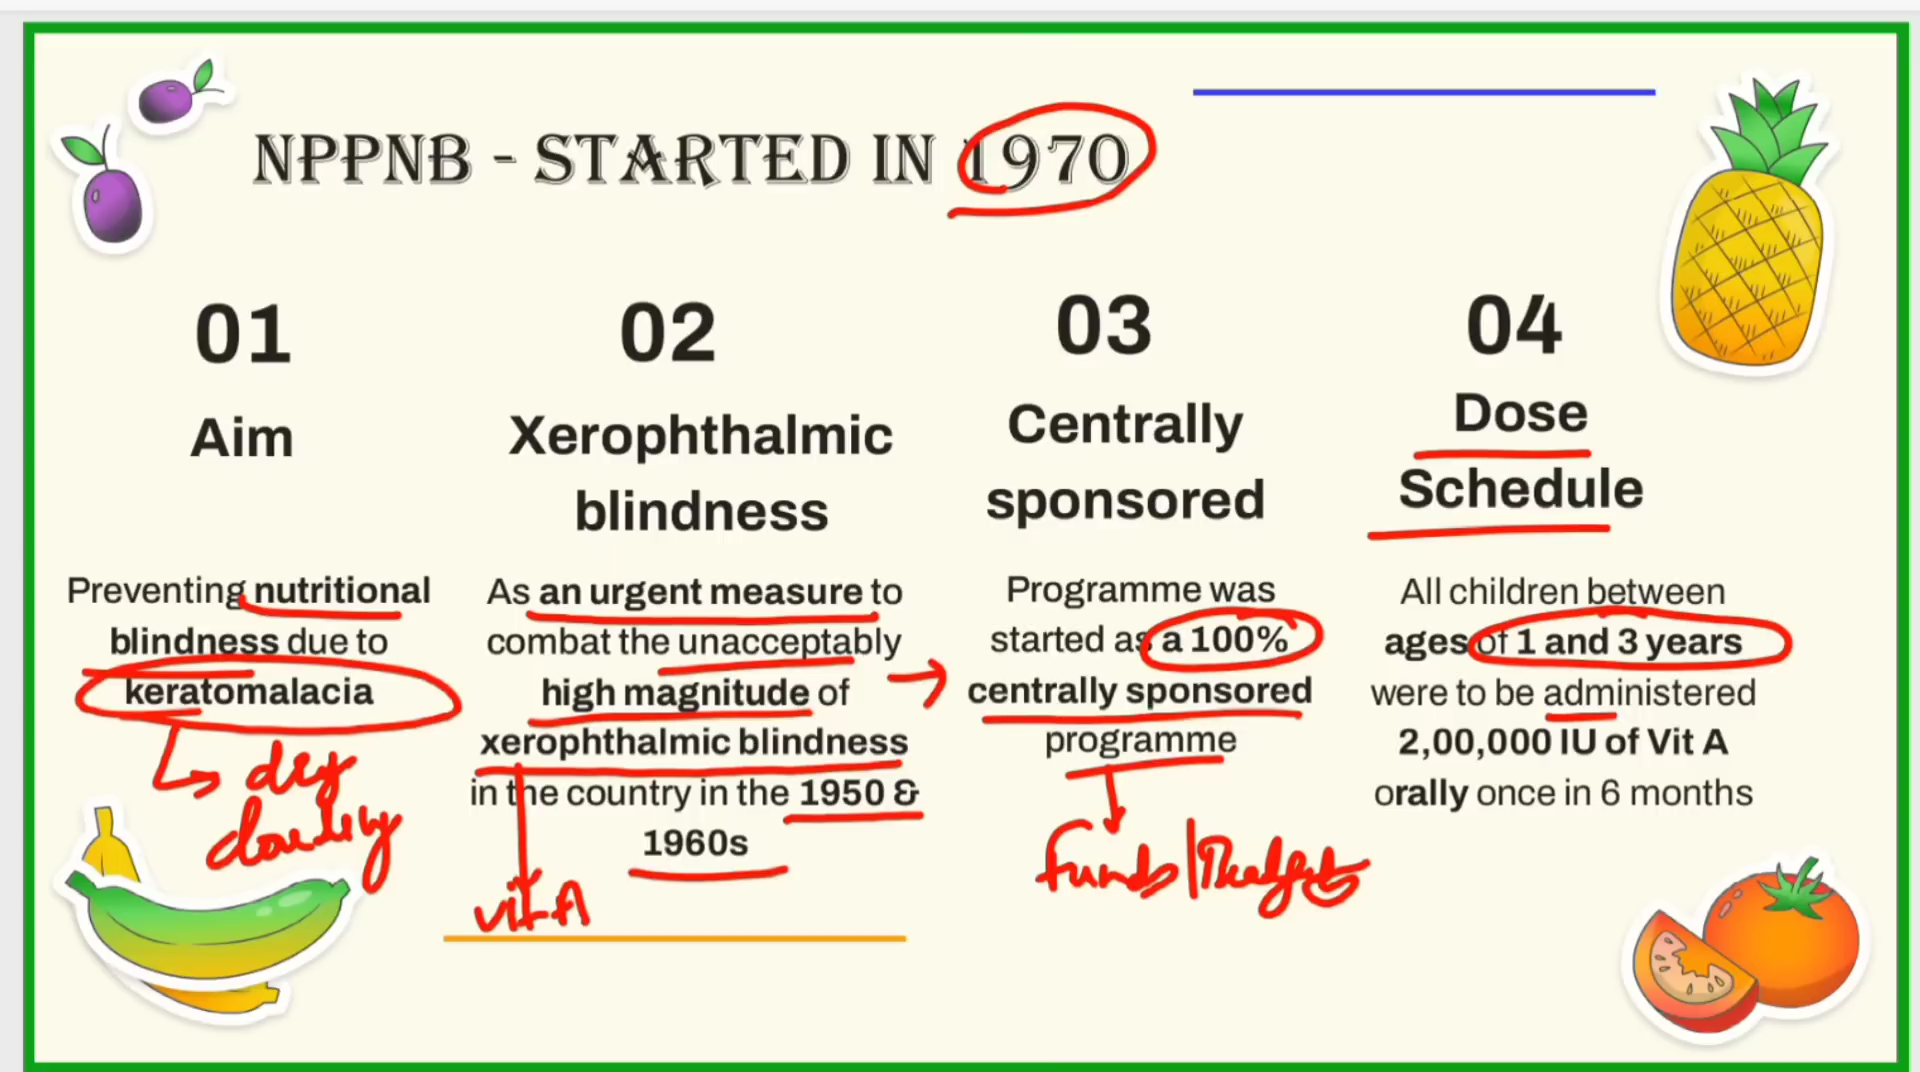 NPPNB - STARTED IN 1970
01
Aim
Preventing nutritional
blindness due to
keratomalacia
dry
cloudy
02
Xerophthalmic
blindness
As an urgent measure to
combat the unacceptably
high magnitude of
xerophthalmic blindness
in the country in the 1950 &
1960s
vit A
03
Centrally
sponsored
Programme was
started as a 100%
centrally sponsored
programme
funds/Budgets
04
Dose
Schedule
All children between
ages of 1 and 3 years
were to be administered
2,00,000 IU of Vit A
orally once in 6 months